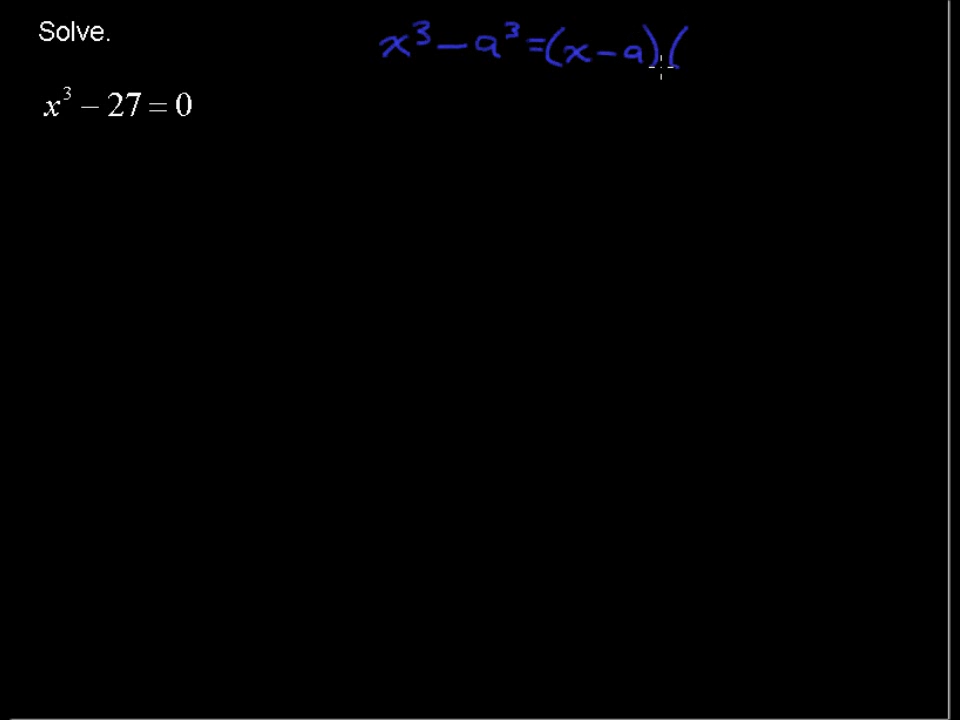 Solve.
x³ − a³ = (x − a)(
x³ − 27 = 0